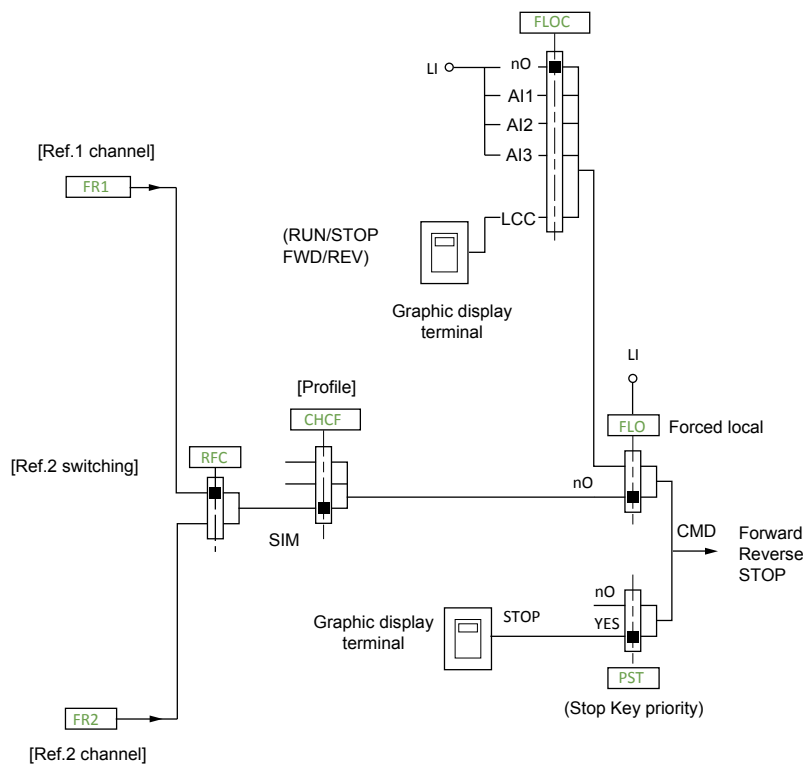 FLOC
LI
nO
AI1
AI2
AI3
LCC
[Ref.1 channel]
FR1
(RUN/STOP
FWD/REV)
Graphic display
terminal
LI
[Profile]
CHCF
FLO Forced local
[Ref.2 switching]
RFC
nO
SIM
CMD
Forward
Reverse
STOP
nO
Graphic display
terminal
STOP
YES
PST
(Stop Key priority)
FR2
[Ref.2 channel]